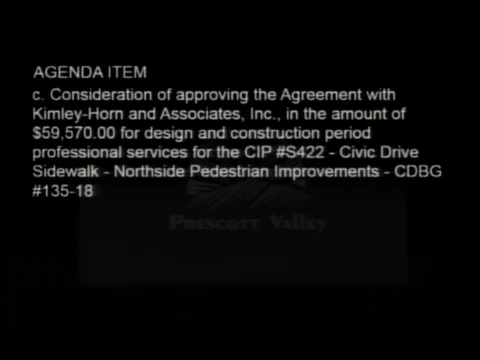 AGENDA ITEM
c. Consideration of approving the Agreement with
Kimley-Horn and Associates, Inc., in the amount of
$59,570.00 for design and construction period
professional services for the CIP #S422 - Civic Drive
Sidewalk - Northside Pedestrian Improvements - CDBG
#135-18
PRESCOTT VALLEY